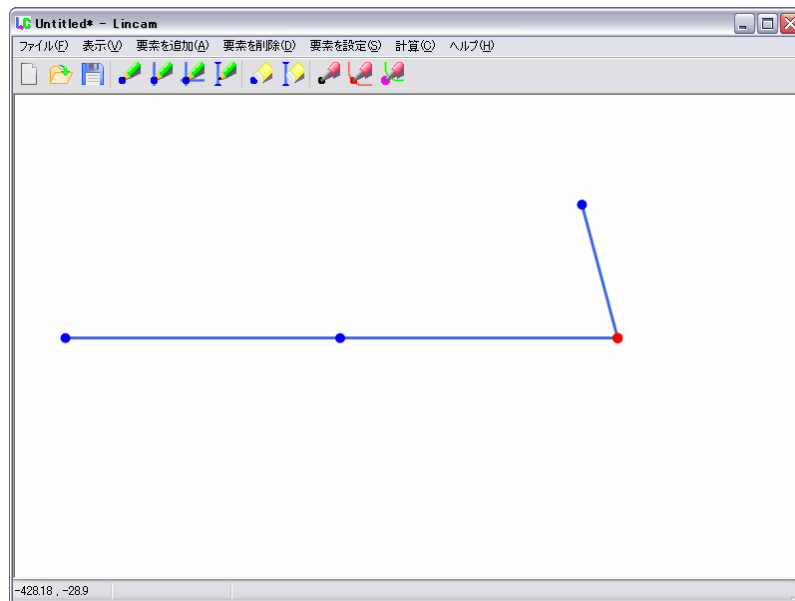 LC Untitled* - Lincam
ファイル(F) 表示(V) 要素を追加(A) 要素を削除(D) 要素を設定(S) 計算(C) ヘルプ(H)
-428.18 , -28.9